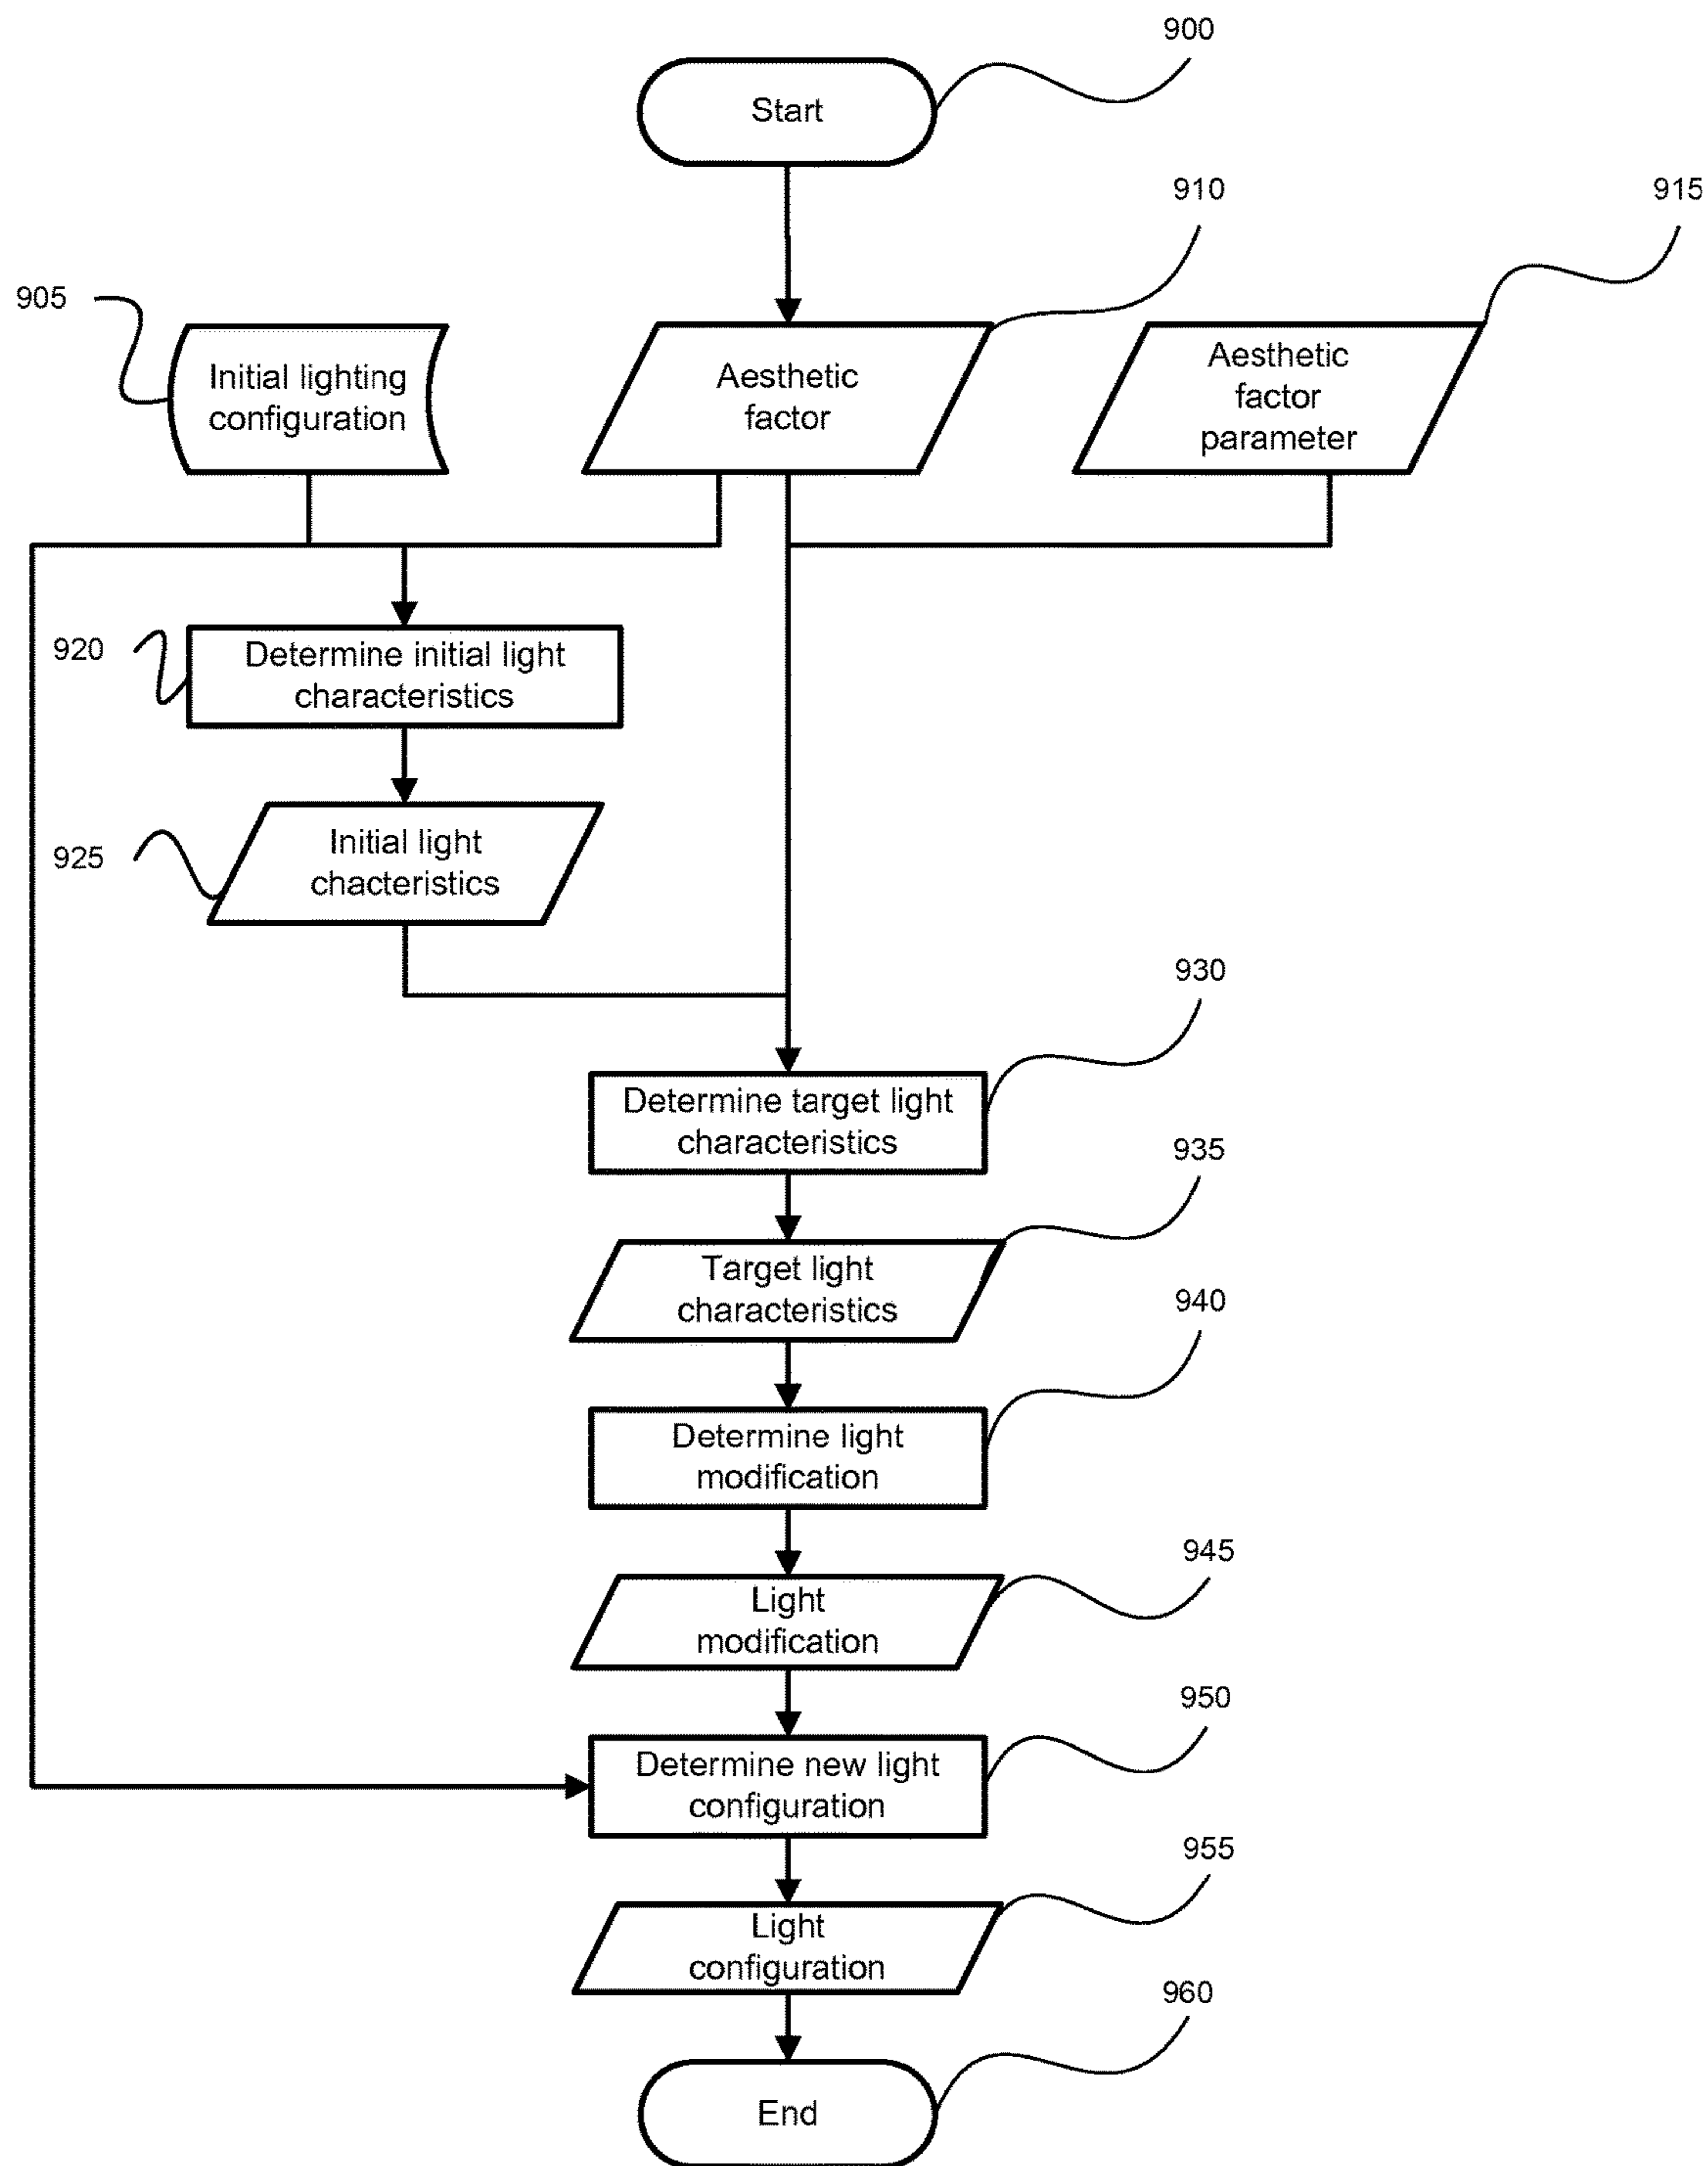 900
Start
910
915
905
Initial lighting
configuration
Aesthetic
factor
Aesthetic
factor
parameter
920
Determine initial light
characteristics
925
Initial light
chacteristics
930
Determine target light
characteristics
935
Target light
characteristics
940
Determine light
modification
945
Light
modification
950
Determine new light
configuration
955
Light
configuration
960
End